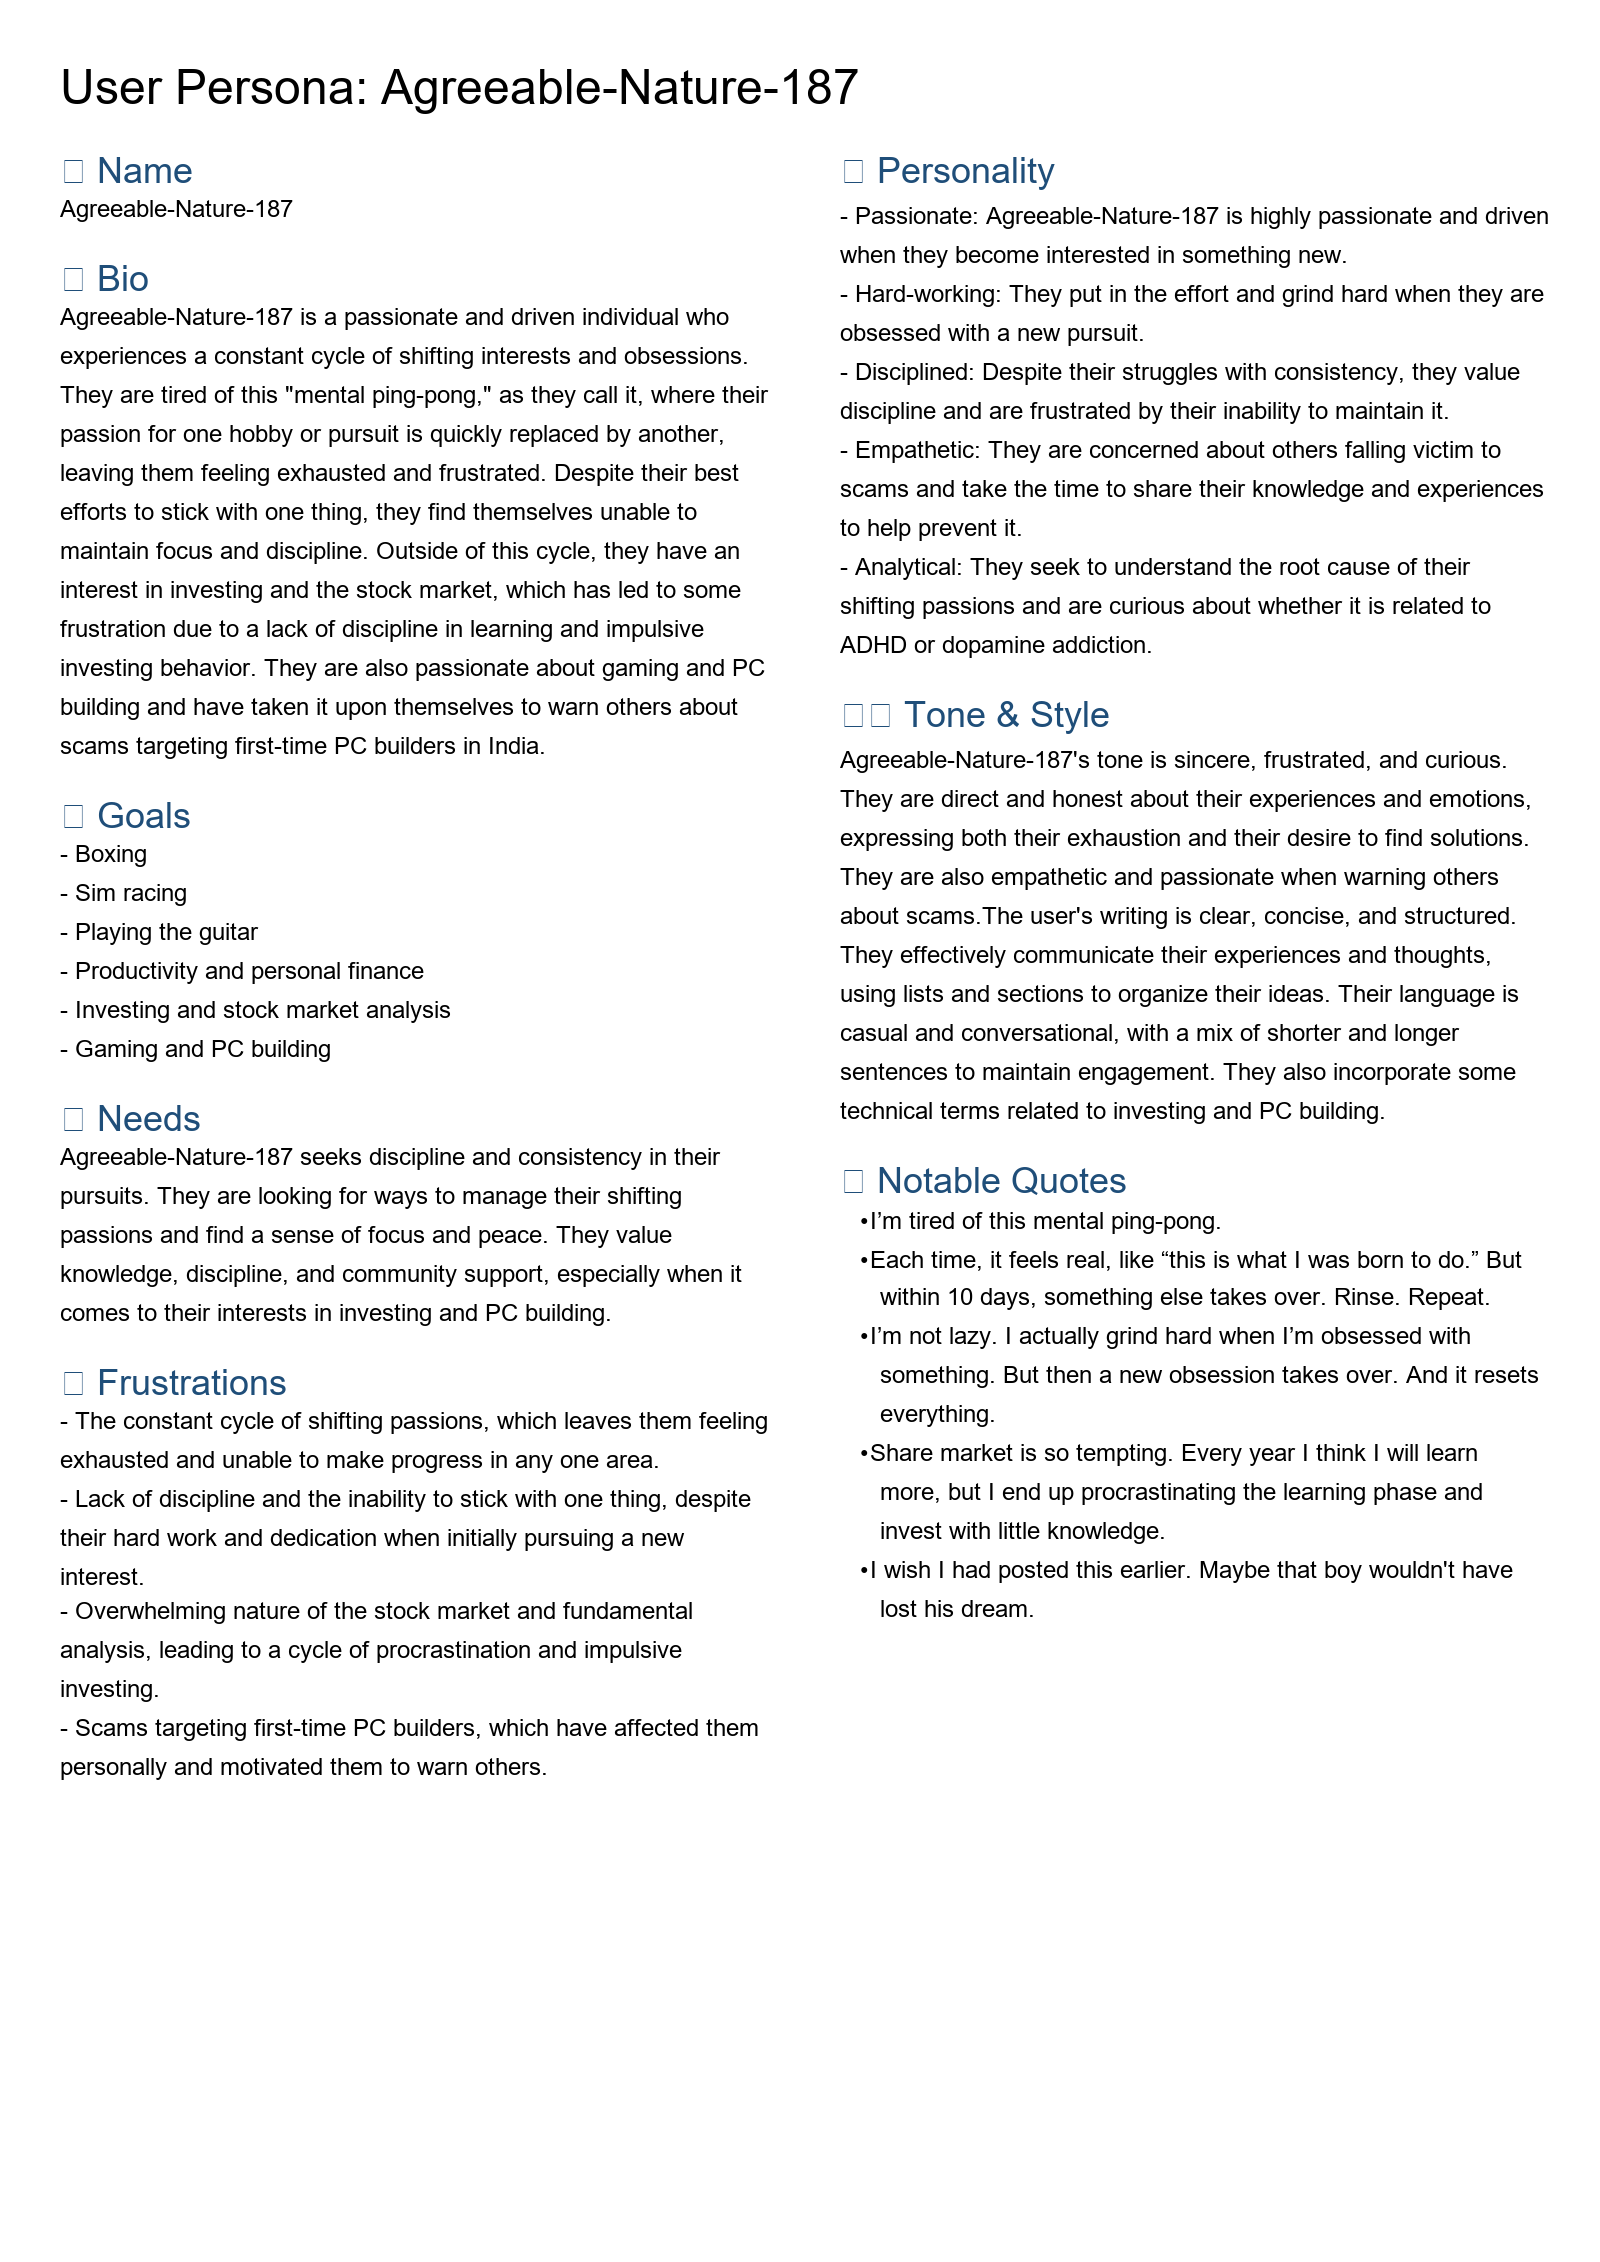 User Persona: Agreeable-Nature-187
Name
Agreeable-Nature-187
Bio
Agreeable-Nature-187 is a passionate and driven individual who
experiences a constant cycle of shifting interests and obsessions.
They are tired of this "mental ping-pong," as they call it, where their
passion for one hobby or pursuit is quickly replaced by another,
leaving them feeling exhausted and frustrated. Despite their best
efforts to stick with one thing, they find themselves unable to
maintain focus and discipline. Outside of this cycle, they have an
interest in investing and the stock market, which has led to some
frustration due to a lack of discipline in learning and impulsive
investing behavior. They are also passionate about gaming and PC
building and have taken it upon themselves to warn others about
scams targeting first-time PC builders in India.
Goals
- Boxing
- Sim racing
- Playing the guitar
- Productivity and personal finance
- Investing and stock market analysis
- Gaming and PC building
Needs
Agreeable-Nature-187 seeks discipline and consistency in their
pursuits. They are looking for ways to manage their shifting
passions and find a sense of focus and peace. They value
knowledge, discipline, and community support, especially when it
comes to their interests in investing and PC building.
Frustrations
- The constant cycle of shifting passions, which leaves them feeling
exhausted and unable to make progress in any one area.
- Lack of discipline and the inability to stick with one thing, despite
their hard work and dedication when initially pursuing a new
interest.
- Overwhelming nature of the stock market and fundamental
analysis, leading to a cycle of procrastination and impulsive
investing.
- Scams targeting first-time PC builders, which have affected them
personally and motivated them to warn others.
Personality
- Passionate: Agreeable-Nature-187 is highly passionate and driven
when they become interested in something new.
- Hard-working: They put in the effort and grind hard when they are
obsessed with a new pursuit.
- Disciplined: Despite their struggles with consistency, they value
discipline and are frustrated by their inability to maintain it.
- Empathetic: They are concerned about others falling victim to
scams and take the time to share their knowledge and experiences
to help prevent it.
- Analytical: They seek to understand the root cause of their
shifting passions and are curious about whether it is related to
ADHD or dopamine addiction.
Tone & Style
Agreeable-Nature-187's tone is sincere, frustrated, and curious.
They are direct and honest about their experiences and emotions,
expressing both their exhaustion and their desire to find solutions.
They are also empathetic and passionate when warning others
about scams.The user's writing is clear, concise, and structured.
They effectively communicate their experiences and thoughts,
using lists and sections to organize their ideas. Their language is
casual and conversational, with a mix of shorter and longer
sentences to maintain engagement. They also incorporate some
technical terms related to investing and PC building.
Notable Quotes
•I’m tired of this mental ping-pong.
•Each time, it feels real, like “this is what I was born to do.” But
within 10 days, something else takes over. Rinse. Repeat.
•I’m not lazy. I actually grind hard when I’m obsessed with
something. But then a new obsession takes over. And it resets
everything.
•Share market is so tempting. Every year I think I will learn
more, but I end up procrastinating the learning phase and
invest with little knowledge.
•I wish I had posted this earlier. Maybe that boy wouldn't have
lost his dream.